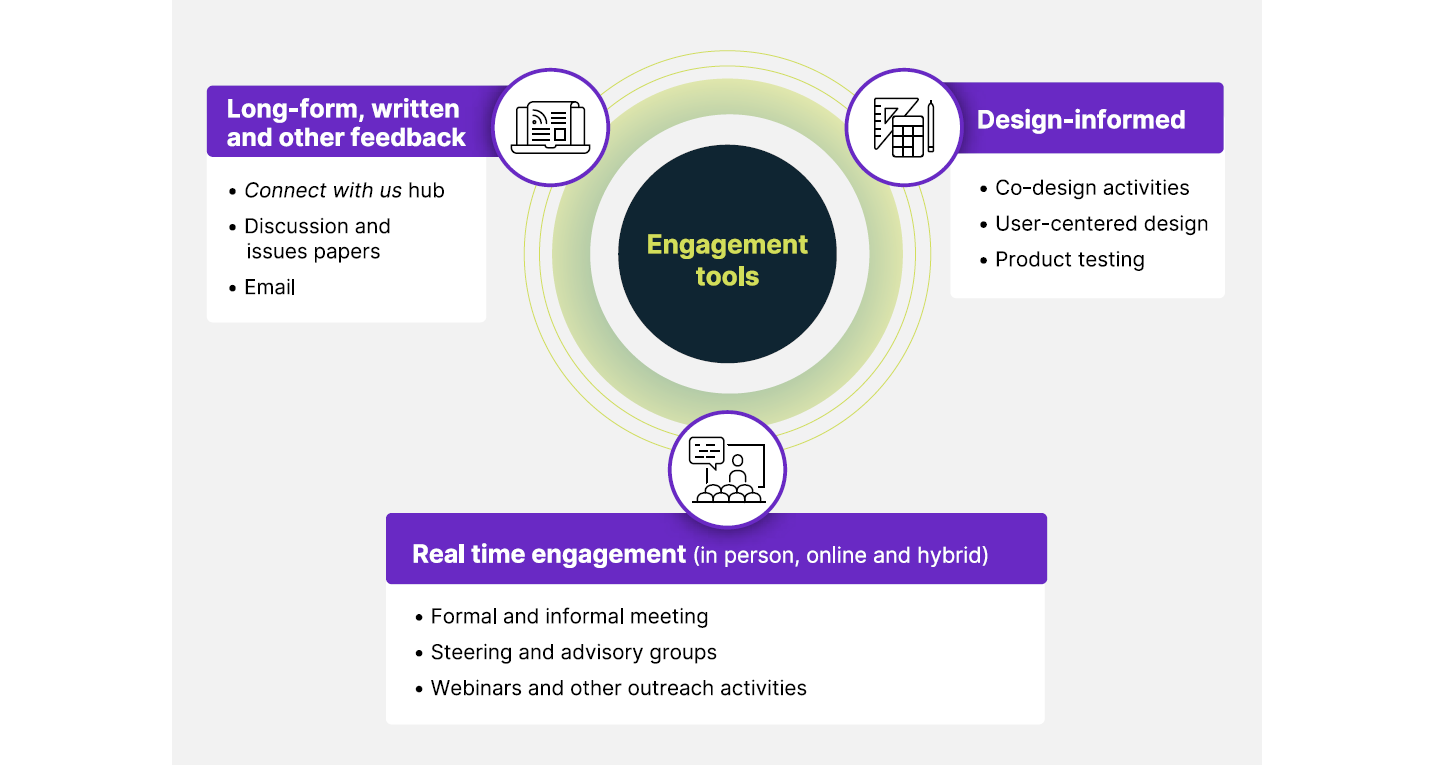 Long-form, written
and other feedback
• Connect with us hub
• Discussion and
issues papers
• Email
Engagement
tools
Design-informed
• Co-design activities
• User-centered design
• Product testing
Real time engagement (in person, online and hybrid)
• Formal and informal meeting
• Steering and advisory groups
• Webinars and other outreach activities